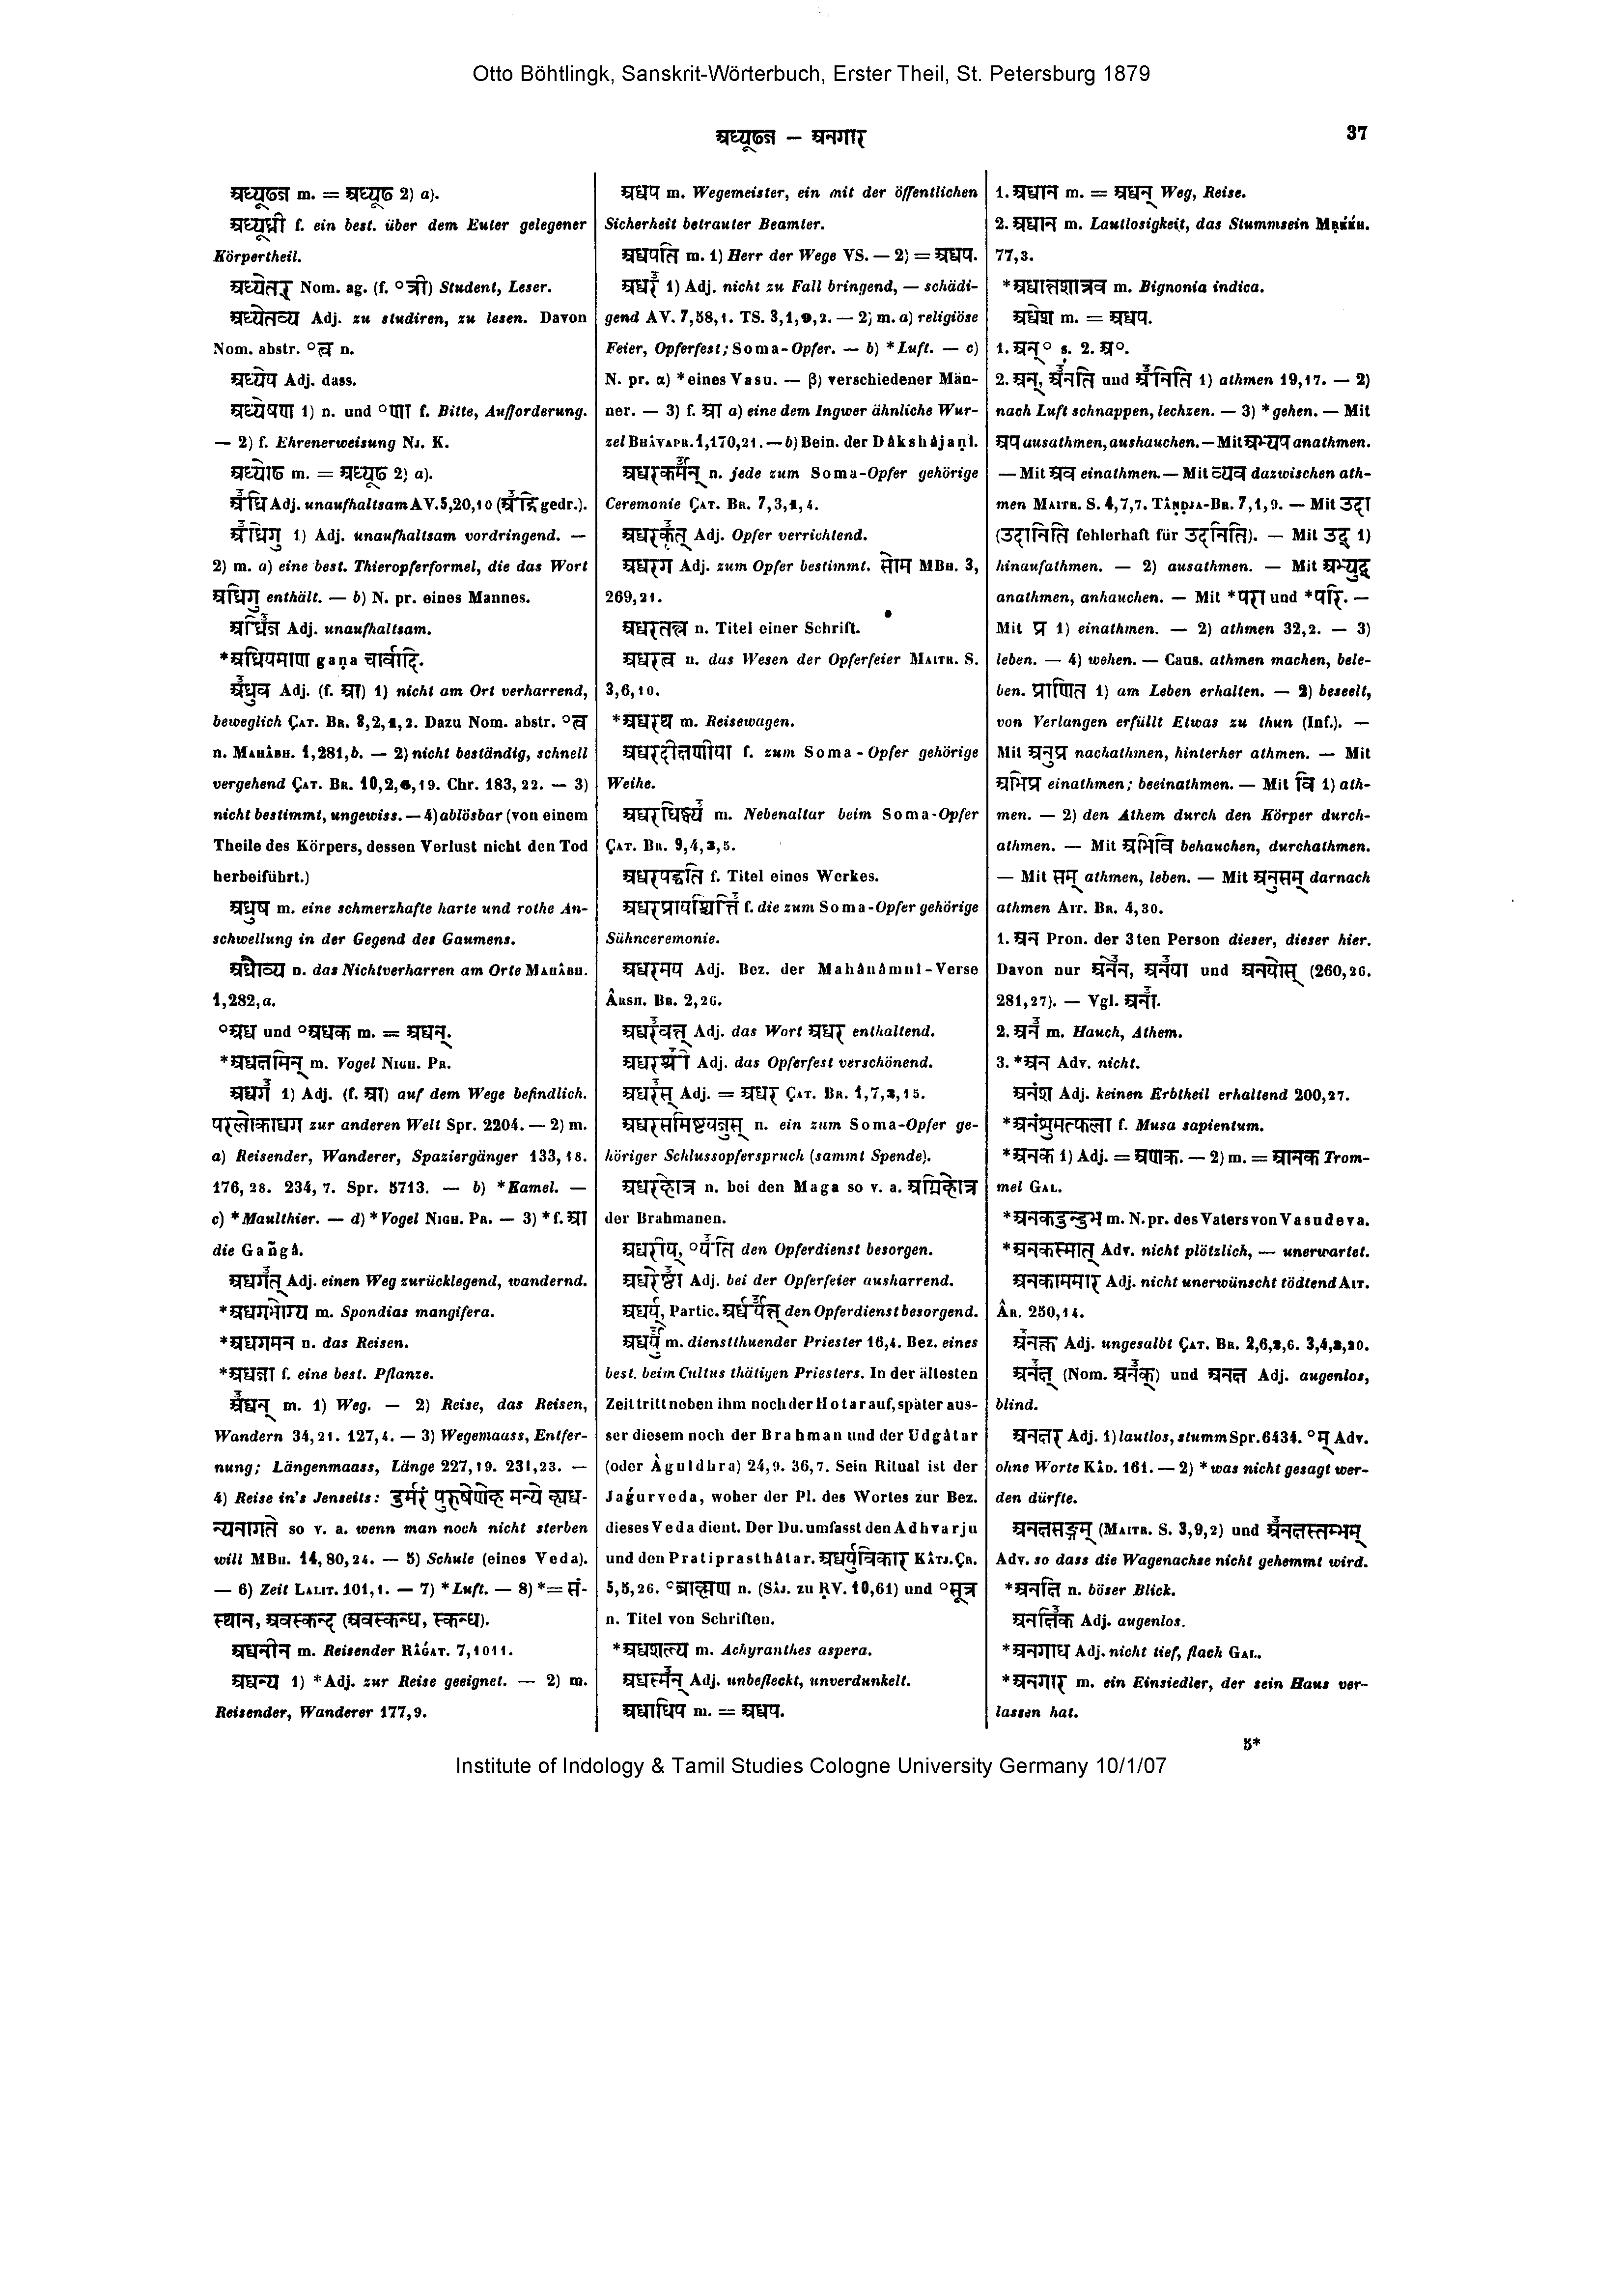 Otto Böhtlingk, Sanskrit-Wörterbuch, Erster Theil, St. Petersburg 1879
अध्यूढज — अनगार
37
अध्यूढज m. = अध्यूढ 2) a).
अध्यूध्नी f. ein best. über dem Euter gelegener
Körpertheil.
अध्येतर् Nom. ag. (f. °त्री) Student, Leser.
अध्येतव्य Adj. zu studiren, zu lesen. Davon
Nom. abstr. °त्व n.
अध्येय Adj. dass.
अध्येषण 1) n. und °णा f. Bitte, Aufforderung.
— 2) f. Ehrenerweisung NJ. K.
अध्योढ m. = अध्यूढ 2) a).
अध्रि Adj. unaufhaltsam AV. 5,20,10 (अद्रि gedr.).
अध्रिगु 1) Adj. unaufhaltsam vordringend. —
2) m. a) eine best. Thieropferformel, die das Wort
अध्रिगु enthält. — b) N. pr. eines Mannes.
अध्रिज Adj. unaufhaltsam.
*अध्रियमाण gaṇa चार्वादि.
अध्रुव Adj. (f. आ) 1) nicht am Ort verharrend,
beweglich ÇAT. BR. 8,2,1,2. Dazu Nom. abstr. °त्व
n. MAHÂBH. 1,281,b. — 2) nicht beständig, schnell
vergehend ÇAT. BR. 10,2,6,19. Chr. 183,22. — 3)
nicht bestimmt, ungewiss. — 4) ablösbar (von einem
Theile des Körpers, dessen Verlust nicht den Tod
herbeiführt.)
अध्रुष m. eine schmerzhafte harte und rothe An-
schwellung in der Gegend des Gaumens.
अध्रौव्य n. das Nichtverharren am Orte MAHÂBH.
1,282,a.
°अध्व und °अध्वक m. = अध्वन्.
*अध्वक्षमिन् m. Vogel NIGH. PR.
अध्वग 1) Adj. (f. आ) auf dem Wege befindlich.
परलोकाध्वग zur anderen Welt Spr. 2204. — 2) m.
a) Reisender, Wanderer, Spaziergänger 133,18.
176,28. 234,7. Spr. 5713. — b) *Kamel. —
c) *Maulthier. — d) *Vogel NIGH. PR. — 3) *f. आ
die Gañgâ.
अध्वगत् Adj. einen Weg zurücklegend, wandernd.
*अध्वगभोग्य m. Spondias mangifera.
*अध्वगमन n. das Reisen.
*अध्वजा f. eine best. Pflanze.
अध्वन् m. 1) Weg. — 2) Reise, das Reisen,
Wandern 34,21. 127,4. — 3) Wegemaass, Entfer-
nung; Längenmaass, Länge 227,19. 231,23. —
4) Reise in's Jenseits: दुर्मरं पुरुषेणेह मन्ये ह्यध्व-
न्यनागते so v. a. wenn man noch nicht sterben
will MBH. 14,80,24. — 5) Schule (eines Veda).
— 6) Zeit LALIT. 101,1. — 7) *Luft. — 8) *= सं-
स्थान, अवस्कन्द (अवस्कन्ध, स्कन्ध).
अध्वनीन m. Reisender RÂGAT. 7,1011.
अध्वन्य 1) *Adj. zur Reise geeignet. — 2) m.
Reisender, Wanderer 177,9.
अध्वप m. Wegemeister, ein mit der öffentlichen
Sicherheit betrauter Beamter.
अध्वपति m. 1) Herr der Wege VS. — 2) = अध्वप.
अध्वर 1) Adj. nicht zu Fall bringend, — schädi-
gend AV. 7,58,1. TS. 3,1,9,2. — 2) m. a) religiöse
Feier, Opferfest; Soma-Opfer. — b) *Luft. — c)
N. pr. α) *eines Vasu. — β) verschiedener Män-
ner. — 3) f. आ a) eine dem Ingwer ähnliche Wur-
zel BHÂVAPR. 1,170,21. — b) Bein. der Dâkshâjaṇî.
अध्वरकर्मन् n. jede zum Soma-Opfer gehörige
Ceremonie ÇAT. BR. 7,3,1,4.
अध्वरकृत् Adj. Opfer verrichtend.
अध्वरग Adj. zum Opfer bestimmt. सोम MBH. 3,
269,21.
अध्वरतन्त्र n. Titel einer Schrift.
अध्वरत्व n. das Wesen der Opferfeier MAITR. S.
3,6,10.
*अध्वरथ m. Reisewagen.
अध्वरदीक्षणीया f. zum Soma-Opfer gehörige
Weihe.
अध्वरधिष्ण्य m. Nebenaltar beim Soma-Opfer
ÇAT. BR. 9,4,3,5.
अध्वरपद्धति f. Titel eines Werkes.
अध्वरप्रायश्चित्ति f. die zum Soma-Opfer gehörige
Sühnceremonie.
अध्वरमय Adj. Bez. der Mahânâmnî-Verse
ÂRSH. BR. 2,26.
अध्वरवत् Adj. das Wort अध्वर enthaltend.
अध्वरश्री Adj. das Opferfest verschönend.
अध्वरस् Adj. = अध्वर ÇAT. BR. 1,7,3,15.
अध्वरसमिष्टयजुस् n. ein zum Soma-Opfer ge-
höriger Schlussopferspruch (sammt Spende).
अध्वरहोत्र n. bei den Maga so v. a. अग्निहोत्र
der Brahmanen.
अध्वरीय्, °यति den Opferdienst besorgen.
अध्वरेष्ठा Adj. bei der Opferfeier ausharrend.
अध्वर्य्, Partic. अध्वर्यत् den Opferdienst besorgend.
अध्वर्यु m. dienstthuender Priester 16,4. Bez. eines
best. beim Cultus thätigen Priesters. In der ältesten
Zeit tritt neben ihm noch der Hotar auf, später aus-
ser diesem noch der Brahman und der Udgâtar
(oder Âgnîdhra) 24,9. 36,7. Sein Ritual ist der
Jaǵurveda, woher der Pl. des Wortes zur Bez.
dieses Veda dient. Der Du. umfasst den Adhvarju
und den Pratiprasthâtar. अध्वर्युविकार KÂTJ. ÇR.
5,5,26. °ब्राह्मण n. (SÂJ. zu ṚV. 10,61) und °सूत्र
n. Titel von Schriften.
*अध्वशल्य m. Achyranthes aspera.
अध्वस्मन् Adj. unbefleckt, unverdunkelt.
अध्वाधिप m. = अध्वप.
1. अध्वान m. = अध्वन् Weg, Reise.
2. अध्वान m. Lautlosigkeit, das Stummsein MṚḰḰH.
77,3.
*अध्वान्तशात्रव m. Bignonia indica.
अध्वेश m. = अध्वप.
1. अन्° s. 2. अ°.
2. अन्, अनति und अनिति 1) athmen 19,17. — 2)
nach Luft schnappen, lechzen. — 3) *gehen. — Mit
अप ausathmen, aushauchen. — Mit अभ्यप anathmen.
— Mit अव einathmen. — Mit व्यव dazwischen ath-
men MAITR. S. 4,7,7. TÂṆḌJA-BR. 7,1,9. — Mit उदा
(उदानिति fehlerhaft für उदनिति). — Mit उद् 1)
hinaufathmen. — 2) ausathmen. — Mit अभ्युद्
anathmen, anhauchen. — Mit *परा und *परि. —
Mit प्र 1) einathmen. — 2) athmen 32,2. — 3)
leben. — 4) wehen. — Caus. athmen machen, bele-
ben. प्राणित 1) am Leben erhalten. — 2) beseelt,
von Verlangen erfüllt Etwas zu thun (Inf.). —
Mit अनुप्र nachathmen, hinterher athmen. — Mit
अभिप्र einathmen; beeinathmen. — Mit वि 1) ath-
men. — 2) den Athem durch den Körper durch-
athmen. — Mit अभिवि behauchen, durchathmen.
— Mit सम् athmen, leben. — Mit अनुसम् darnach
athmen AIT. BR. 4,30.
1. अन Pron. der 3ten Person dieser, dieser hier.
Davon nur अनेन, अनया und अनयोस् (260,26.
281,27). — Vgl. अना.
2. अन m. Hauch, Athem.
3. *अन Adv. nicht.
अनंश Adj. keinen Erbtheil erhaltend 200,27.
*अनंशुमत्फला f. Musa sapientum.
*अनक 1) Adj. = अणक. — 2) m. = आनक Trom-
mel GAL.
*अनकदुन्दुभ m. N. pr. des Vaters von Vasudeva.
*अनकस्मात् Adv. nicht plötzlich, — unerwartet.
अनकाममार Adj. nicht unerwünscht tödtend AIT.
ÂR. 250,14.
अनक्त Adj. ungesalbt ÇAT. BR. 2,6,2,6. 3,4,3,20.
अनक्ष् (Nom. अनक्) und अनक्ष Adj. augenlos,
blind.
अनक्षर Adj. 1) lautlos, stumm Spr. 6434. °म् Adv.
ohne Worte KÂD. 161. — 2) *was nicht gesagt wer-
den dürfte.
अनक्षसङ्गम् (MAITR. S. 3,9,2) und अनक्षस्तम्भम्
Adv. so dass die Wagenachse nicht gehemmt wird.
*अनक्षि n. böser Blick.
अनक्षिक Adj. augenlos.
*अनगाध Adj. nicht tief, flach GAL.
*अनगार m. ein Einsiedler, der sein Haus ver-
lassen hat.
5*
Institute of Indology & Tamil Studies Cologne University Germany 10/1/07